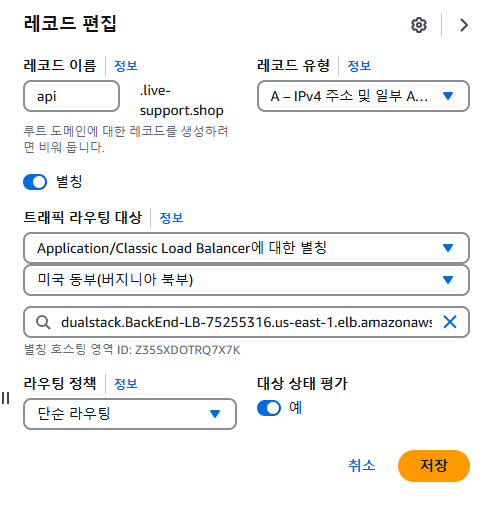 레코드 편집
레코드 이름 정보
레코드 유형 정보
api
.live-
support.shop
A – IPv4 주소 및 일부 A...
루트 도메인에 대한 레코드를 생성하려
면 비워 둡니다.
별칭
트래픽 라우팅 대상 정보
Application/Classic Load Balancer에 대한 별칭
미국 동부(버지니아 북부)
dualstack.BackEnd-LB-75255316.us-east-1.elb.amazonaws
별칭 호스팅 영역 ID: Z35SXDOTRQ7X7K
라우팅 정책 정보
대상 상태 평가
단순 라우팅
예
취소
저장